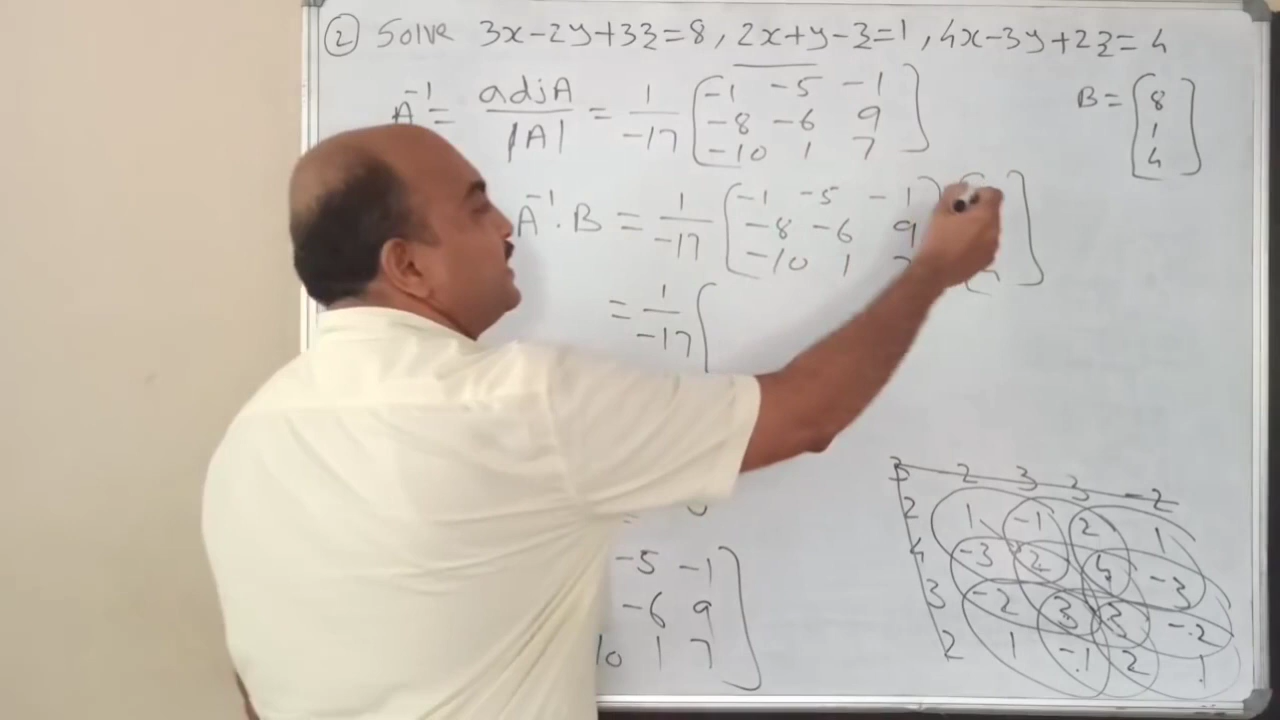 ② Solve 3x-2y+3z=8, 2x+y-z=1, 4x-3y+2z=4
A⁻¹ = adjA / |A| = 1/-17 [ -1 -5 -1
-8 -6 9
-10 1 7 ]
B = [ 8
1
4 ]
A⁻¹.B = 1/-17 [ -1 -5 -1
-8 -6 9
-10 1 7 ] [ ]
= 1/-17 [
-5 -1
-6 9
10 1 7 ]
3 -2 3 3 -2
2 1 -1 2 1
4 -3 2 4 -3
3 -2 3 3 -2
2 1 -1 2 1